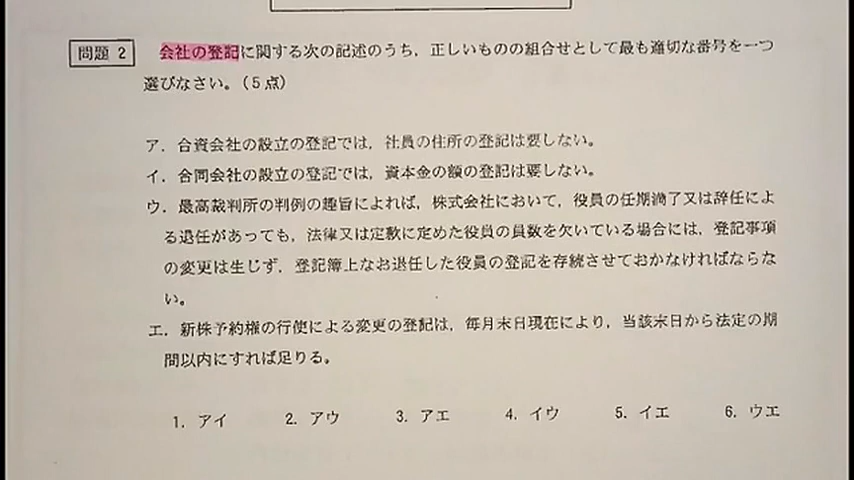 問題 2 会社の登記に関する次の記述のうち，正しいものの組合せとして最も適切な番号を一つ
選びなさい。（5点）
ア．合資会社の設立の登記では，社員の住所の登記は要しない。
イ．合同会社の設立の登記では，資本金の額の登記は要しない。
ウ．最高裁判所の判例の趣旨によれば，株式会社において，役員の任期満了又は辞任によ
る退任があっても，法律又は定款に定めた役員の員数を欠いている場合には，登記事項
の変更は生じず，登記簿上なお退任した役員の登記を存続させておかなければならな
い。
エ．新株予約権の行使による変更の登記は，毎月末日現在により，当該末日から法定の期
間以内にすれば足りる。
1．アイ 2．アウ 3．アエ 4．イウ 5．イエ 6．ウエ